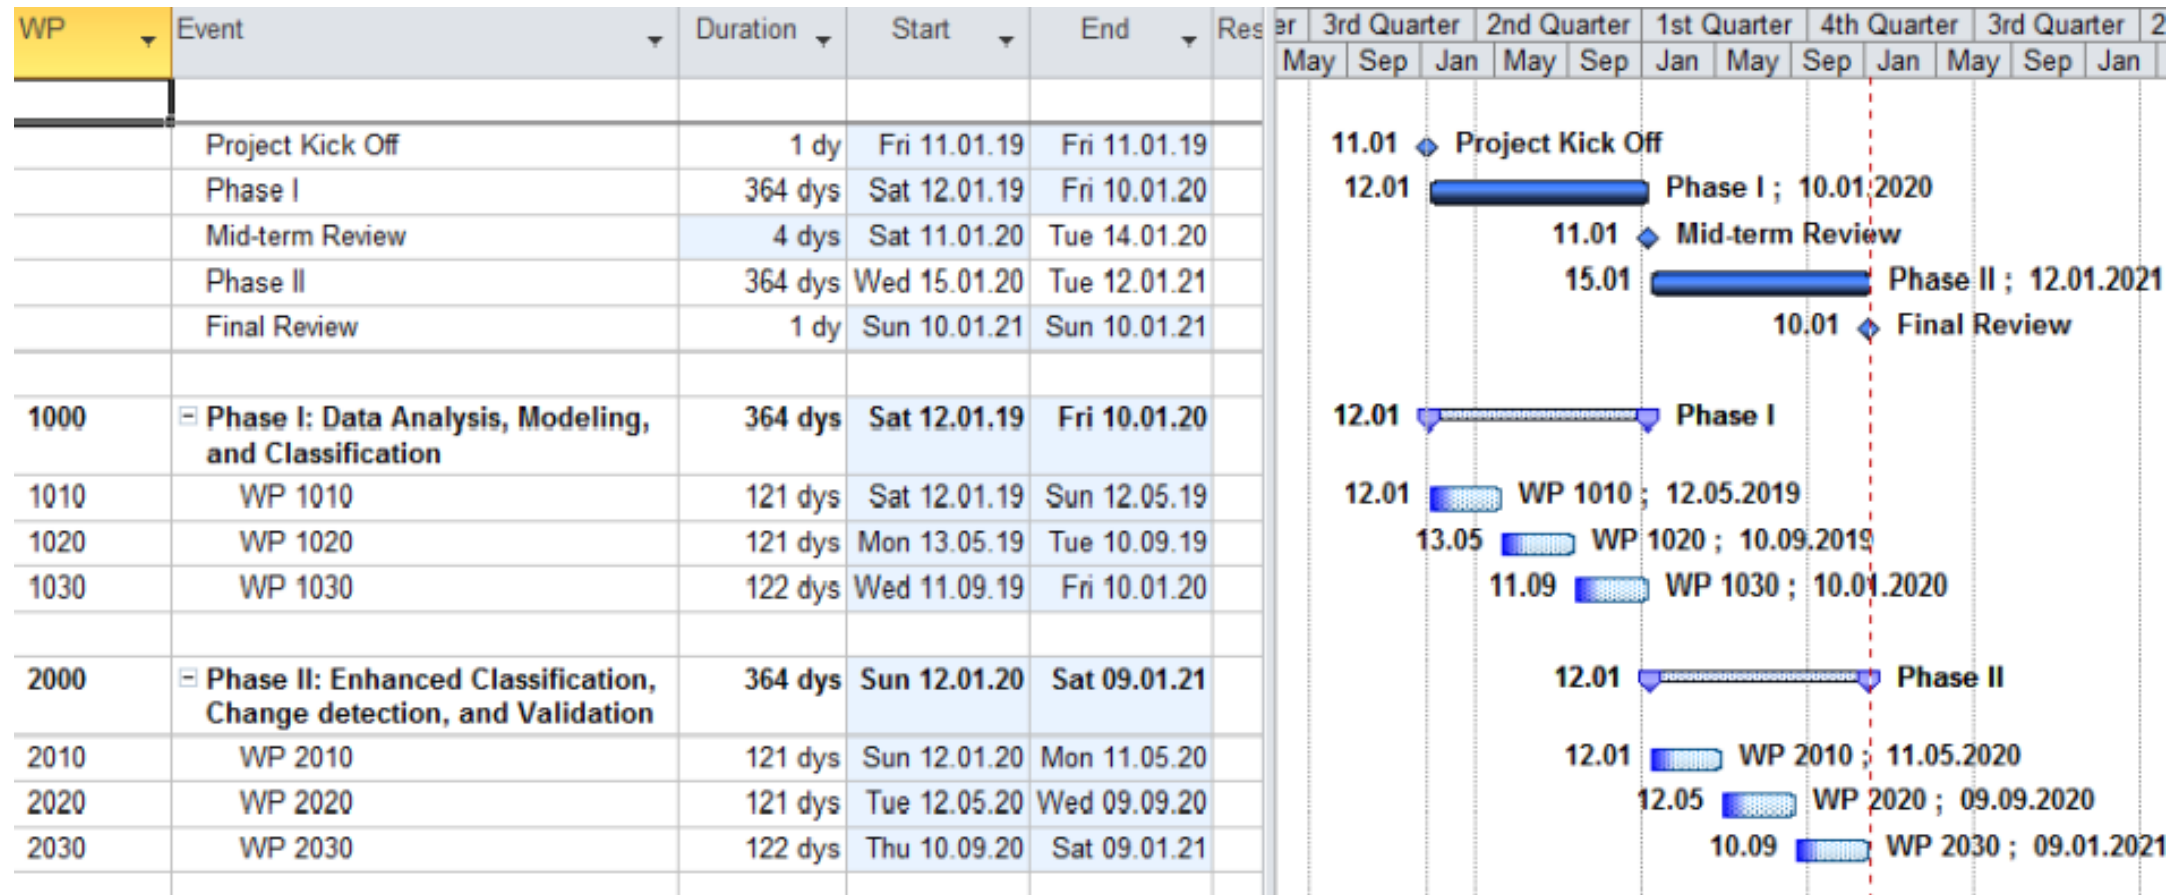 WP Event Duration Start End Res er 3rd Quarter 2nd Quarter 1st Quarter 4th Quarter 3rd Quarter 2
May Sep Jan May Sep Jan May Sep Jan May Sep Jan
Project Kick Off 1 dy Fri 11.01.19 Fri 11.01.19 11.01 Project Kick Off
Phase I 364 dys Sat 12.01.19 Fri 10.01.20 12.01 Phase I ; 10.01.2020
Mid-term Review 4 dys Sat 11.01.20 Tue 14.01.20 11.01 Mid-term Review
Phase II 364 dys Wed 15.01.20 Tue 12.01.21 15.01 Phase II ; 12.01.2021
Final Review 1 dy Sun 10.01.21 Sun 10.01.21 10.01 Final Review
1000 Phase I: Data Analysis, Modeling, 364 dys Sat 12.01.19 Fri 10.01.20 12.01 Phase I
and Classification
1010 WP 1010 121 dys Sat 12.01.19 Sun 12.05.19 12.01 WP 1010 ; 12.05.2019
1020 WP 1020 121 dys Mon 13.05.19 Tue 10.09.19 13.05 WP 1020 ; 10.09.2019
1030 WP 1030 122 dys Wed 11.09.19 Fri 10.01.20 11.09 WP 1030 ; 10.01.2020
2000 Phase II: Enhanced Classification, 364 dys Sun 12.01.20 Sat 09.01.21 12.01 Phase II
Change detection, and Validation
2010 WP 2010 121 dys Sun 12.01.20 Mon 11.05.20 12.01 WP 2010 ; 11.05.2020
2020 WP 2020 121 dys Tue 12.05.20 Wed 09.09.20 12.05 WP 2020 ; 09.09.2020
2030 WP 2030 122 dys Thu 10.09.20 Sat 09.01.21 10.09 WP 2030 ; 09.01.2021